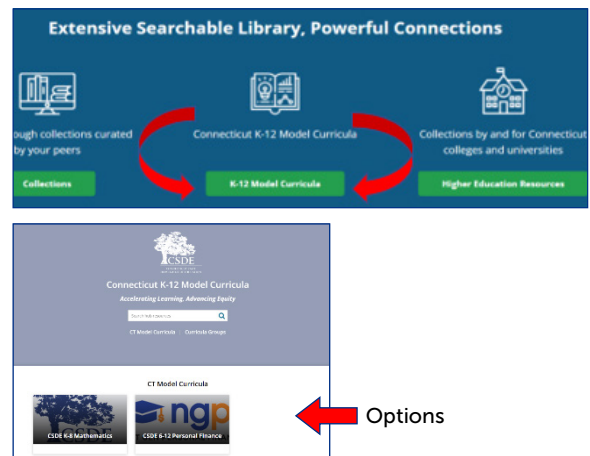 Extensive Searchable Library, Powerful Connections
ough collections curated
by your peers
Collections
Connecticut K-12 Model Curricula
K-12 Model Curricula
Collections by and for Connecticut
colleges and universities
Higher Education Resources
CSDE
Connecticut K-12 Model Curricula
Accelerating Learning, Advancing Equity
CT Model Curricula Curricula Groups
CT Model Curricula
CSDE
CSDE K-8 Mathematics
ngp
CSDE 6-12 Personal Finance
Options